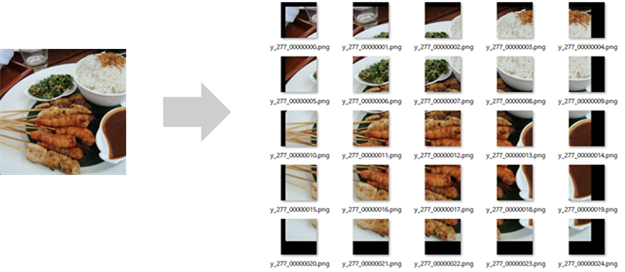 y_277_00000000.png y_277_00000001.png y_277_00000002.png y_277_00000003.png y_277_00000004.png
y_277_00000005.png y_277_00000006.png y_277_00000007.png y_277_00000008.png y_277_00000009.png
y_277_00000010.png y_277_00000011.png y_277_00000012.png y_277_00000013.png y_277_00000014.png
y_277_00000015.png y_277_00000016.png y_277_00000017.png y_277_00000018.png y_277_00000019.png
y_277_00000020.png y_277_00000021.png y_277_00000022.png y_277_00000023.png y_277_00000024.png